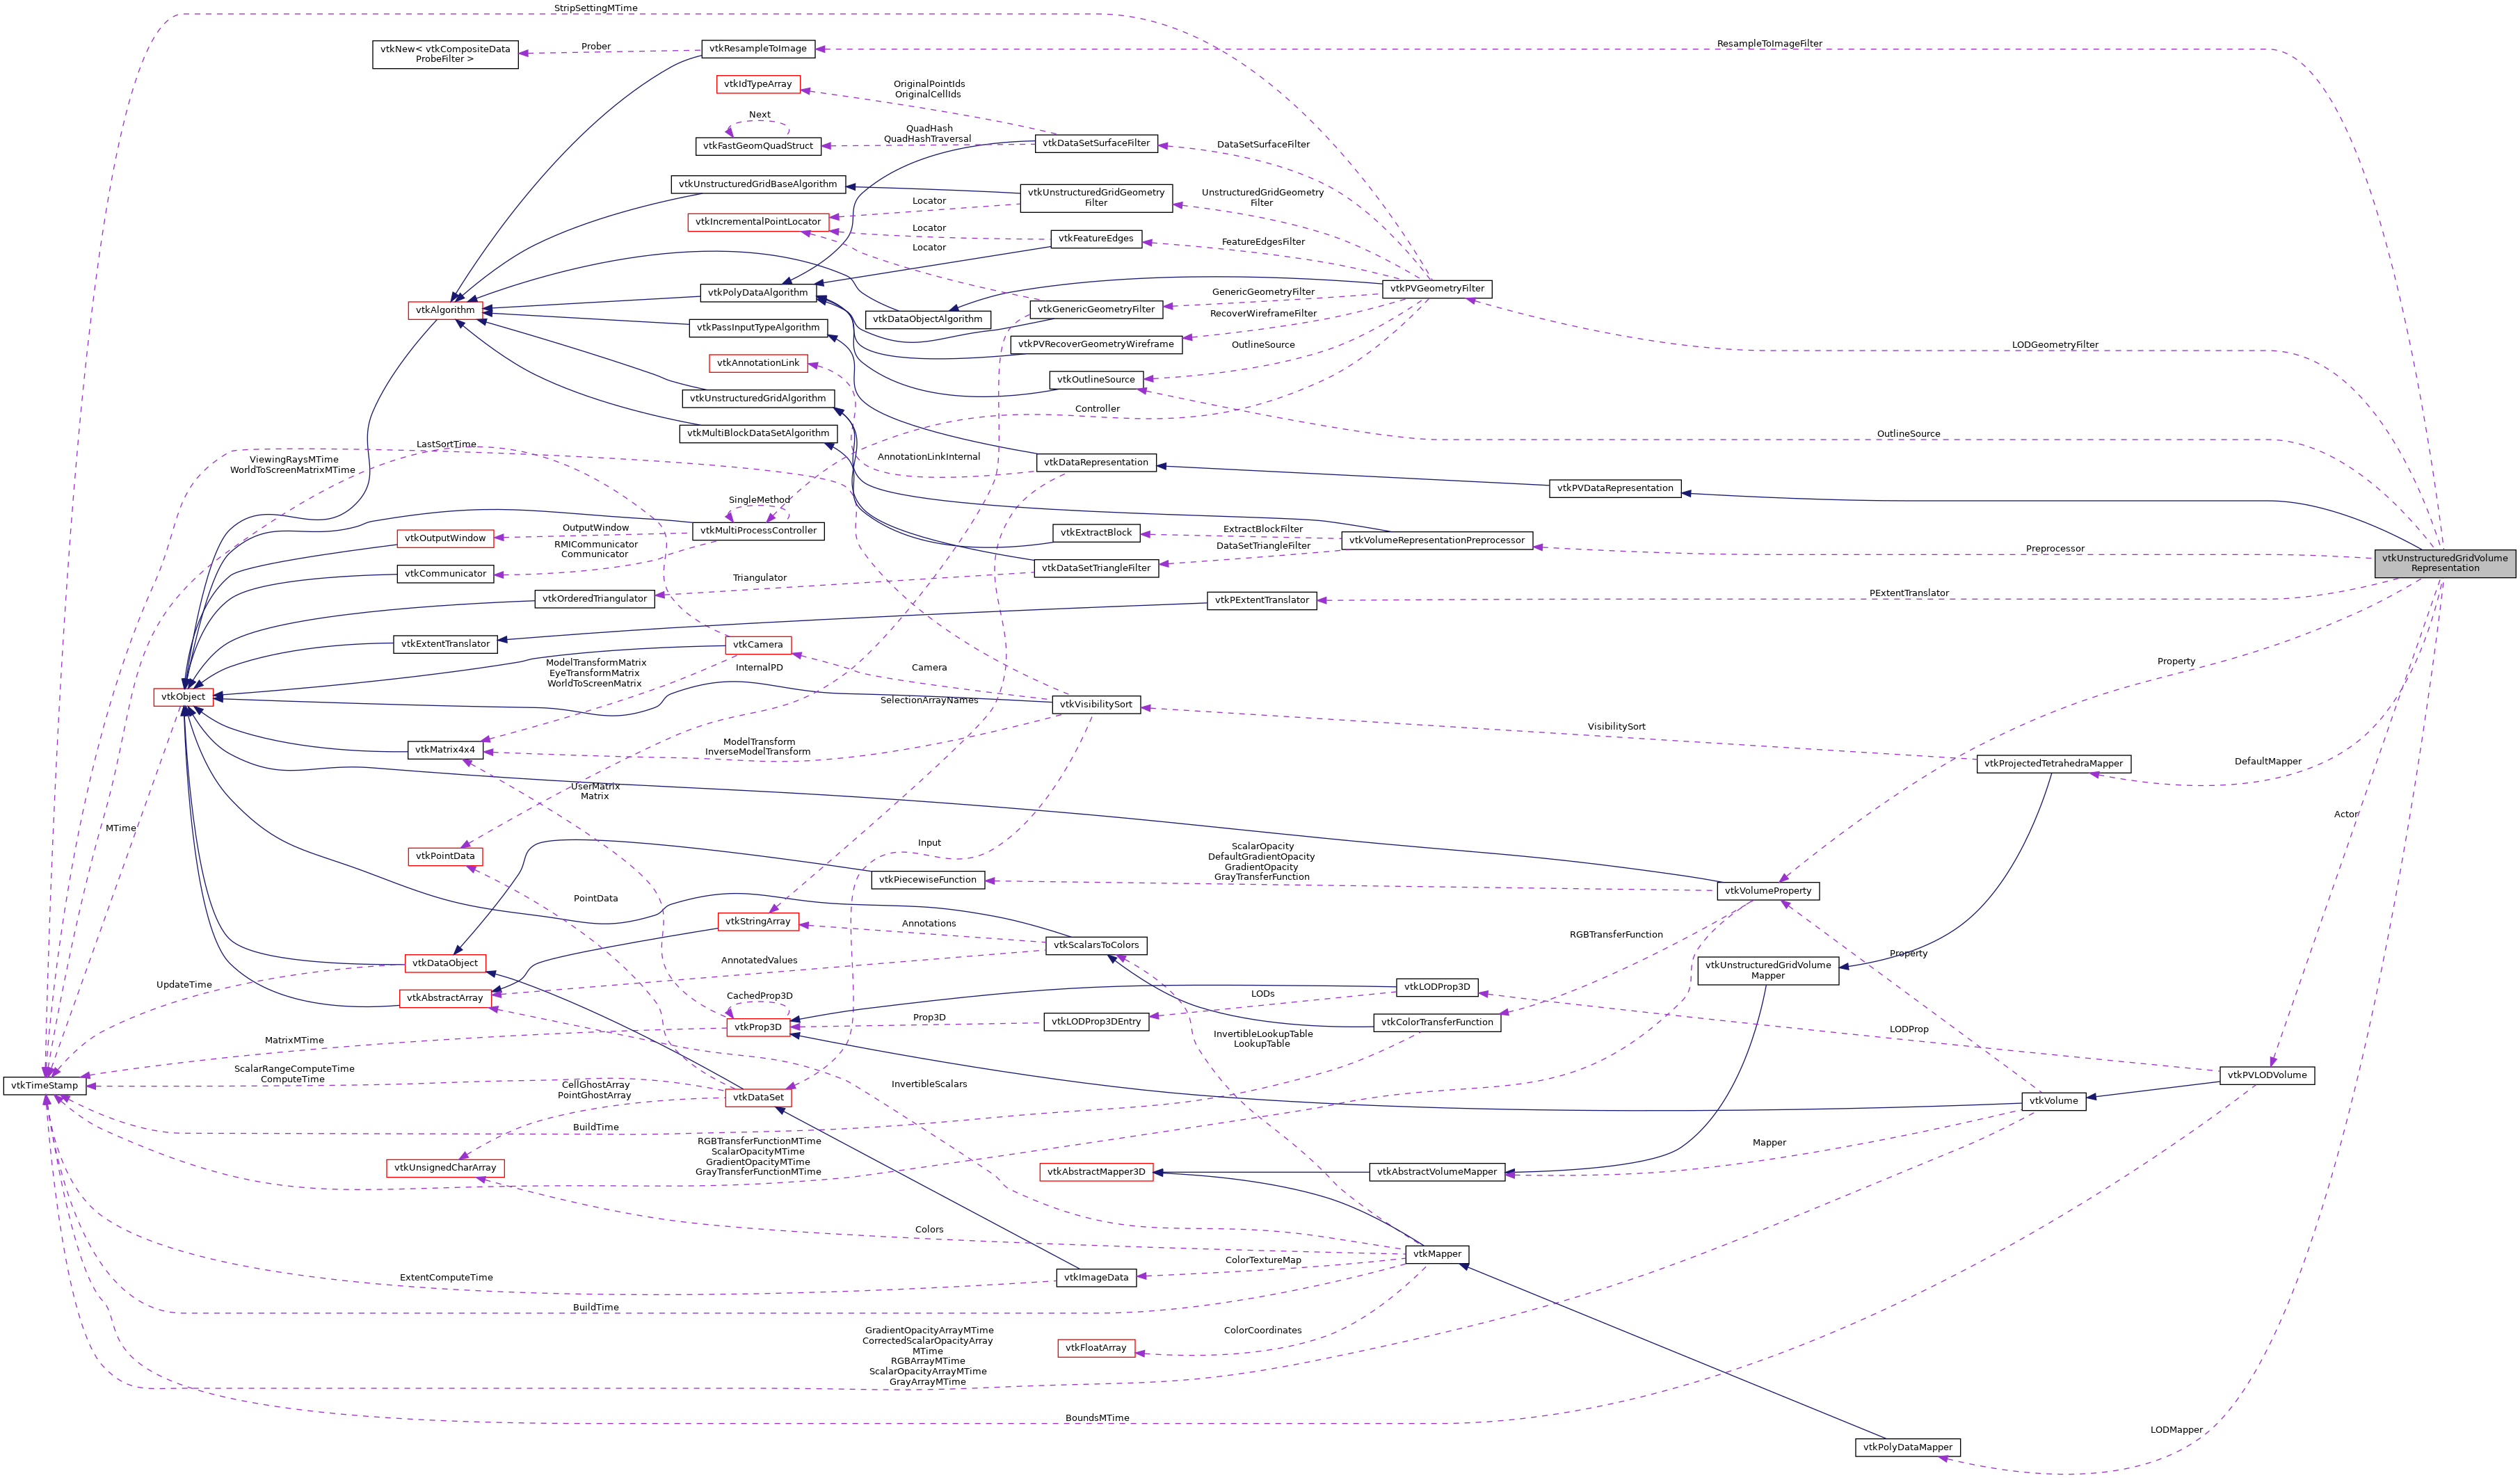 StripSettingMTime
vtkNew< vtkCompositeData
ProbeFilter >
Prober
vtkResampleToImage
ResampleToImageFilter
vtkIdTypeArray
OriginalPointIds
OriginalCellIds
Next
vtkFastGeomQuadStruct
QuadHash
QuadHashTraversal
vtkDataSetSurfaceFilter
DataSetSurfaceFilter
vtkUnstructuredGridBaseAlgorithm
vtkUnstructuredGridGeometry
Filter
UnstructuredGridGeometry
Filter
Locator
vtkIncrementalPointLocator
Locator
vtkFeatureEdges
FeatureEdgesFilter
Locator
vtkPolyDataAlgorithm
vtkPVGeometryFilter
GenericGeometryFilter
vtkAlgorithm
vtkGenericGeometryFilter
RecoverWireframeFilter
vtkDataObjectAlgorithm
vtkPassInputTypeAlgorithm
vtkPVRecoverGeometryWireframe
OutlineSource
LODGeometryFilter
vtkAnnotationLink
vtkOutlineSource
vtkUnstructuredGridAlgorithm
Controller
vtkMultiBlockDataSetAlgorithm
OutlineSource
LastSortTime
ViewingRaysMTime
WorldToScreenMatrixMTime
AnnotationLinkInternal
vtkDataRepresentation
vtkPVDataRepresentation
SingleMethod
vtkMultiProcessController
OutputWindow
vtkOutputWindow
RMICommunicator
Communicator
vtkExtractBlock
ExtractBlockFilter
vtkVolumeRepresentationPreprocessor
DataSetTriangleFilter
Preprocessor
vtkUnstructuredGridVolume
Representation
vtkCommunicator
Triangulator
vtkDataSetTriangleFilter
vtkOrderedTriangulator
vtkPExtentTranslator
PExtentTranslator
vtkExtentTranslator
vtkCamera
ModelTransformMatrix
EyeTransformMatrix
WorldToScreenMatrix
InternalPD
Camera
Property
vtkObject
SelectionArrayNames
vtkVisibilitySort
VisibilitySort
vtkMatrix4x4
ModelTransform
InverseModelTransform
vtkProjectedTetrahedraMapper
DefaultMapper
UserMatrix
Matrix
MTime
Actor
vtkPointData
Input
ScalarOpacity
DefaultGradientOpacity
GradientOpacity
GrayTransferFunction
vtkPiecewiseFunction
vtkVolumeProperty
PointData
vtkStringArray
Annotations
vtkScalarsToColors
RGBTransferFunction
Property
vtkDataObject
AnnotatedValues
vtkUnstructuredGridVolume
Mapper
UpdateTime
vtkAbstractArray
CachedProp3D
LODs
vtkLODProp3D
vtkProp3D
Prop3D
vtkLODProp3DEntry
vtkColorTransferFunction
LODProp
MatrixMTime
InvertibleLookupTable
LookupTable
ScalarRangeComputeTime
ComputeTime
vtkTimeStamp
CellGhostArray
PointGhostArray
InvertibleScalars
vtkPVLODVolume
vtkDataSet
vtkVolume
BuildTime
RGBTransferFunctionMTime
ScalarOpacityMTime
GradientOpacityMTime
GrayTransferFunctionMTime
Mapper
vtkUnsignedCharArray
vtkAbstractMapper3D
vtkAbstractVolumeMapper
Colors
vtkMapper
ColorTextureMap
ExtentComputeTime
vtkImageData
BuildTime
GradientOpacityArrayMTime
CorrectedScalarOpacityArray
MTime
RGBArrayMTime
ScalarOpacityArrayMTime
GrayArrayMTime
ColorCoordinates
vtkFloatArray
BoundsMTime
LODMapper
vtkPolyDataMapper